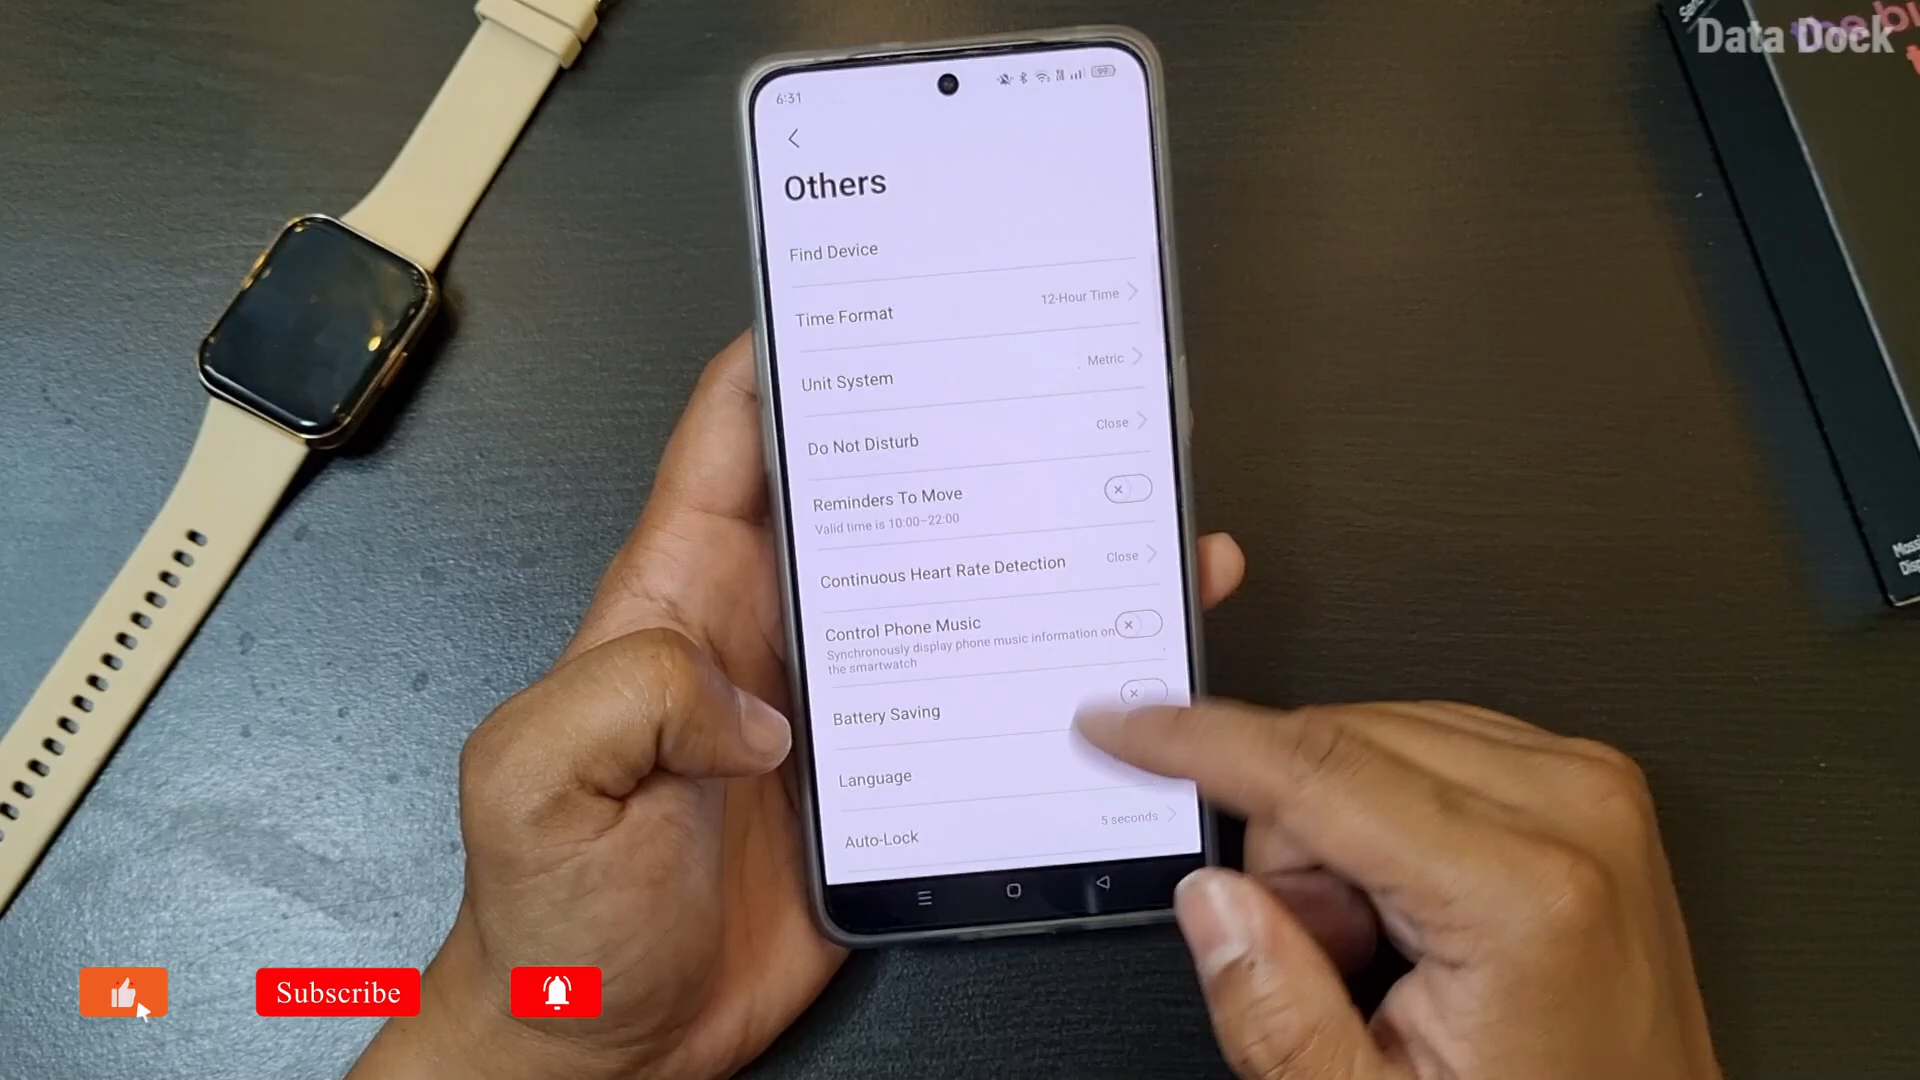 Data Dock
6:31
99
Others
Find Device
Time Format
12-Hour Time
Unit System
Metric
Do Not Disturb
Close
Reminders To Move
Valid time is 10:00-22:00
Continuous Heart Rate Detection
Close
Control Phone Music
Synchronously display phone music information on
the smartwatch
Battery Saving
Language
Auto-Lock
5 seconds
Subscribe